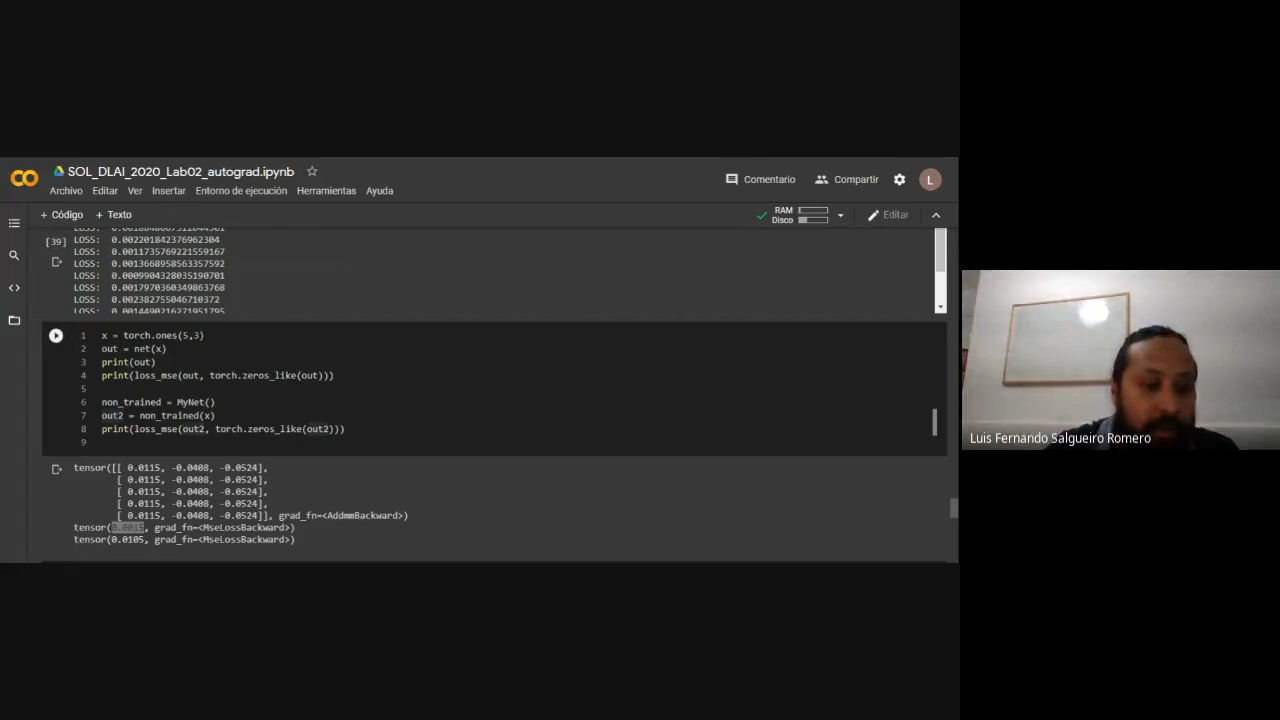 SOL_DLAI_2020_Lab02_autograd.ipynb
Archivo Editar Ver Insertar Entorno de ejecución Herramientas Ayuda
Comentario Compartir L
+ Código + Texto
RAM
Disco
Editar
[39]
LOSS: 0.002201842376962304
LOSS: 0.0011735769221559167
LOSS: 0.0013668958563357592
LOSS: 0.0009904328035190701
LOSS: 0.0017970360349863768
LOSS: 0.002382755046710372
LOSS: 0.0014490216271951795
1 x = torch.ones(5,3)
2 out = net(x)
3 print(out)
4 print(loss_mse(out, torch.zeros_like(out)))
5
6 non_trained = MyNet()
7 out2 = non_trained(x)
8 print(loss_mse(out2, torch.zeros_like(out2)))
9
tensor([[ 0.0115, -0.0408, -0.0524],
[ 0.0115, -0.0408, -0.0524],
[ 0.0115, -0.0408, -0.0524],
[ 0.0115, -0.0408, -0.0524],
[ 0.0115, -0.0408, -0.0524]], grad_fn=<AddmmBackward>)
tensor(0.0015, grad_fn=<MseLossBackward>)
tensor(0.0105, grad_fn=<MseLossBackward>)
Luis Fernando Salgueiro Romero